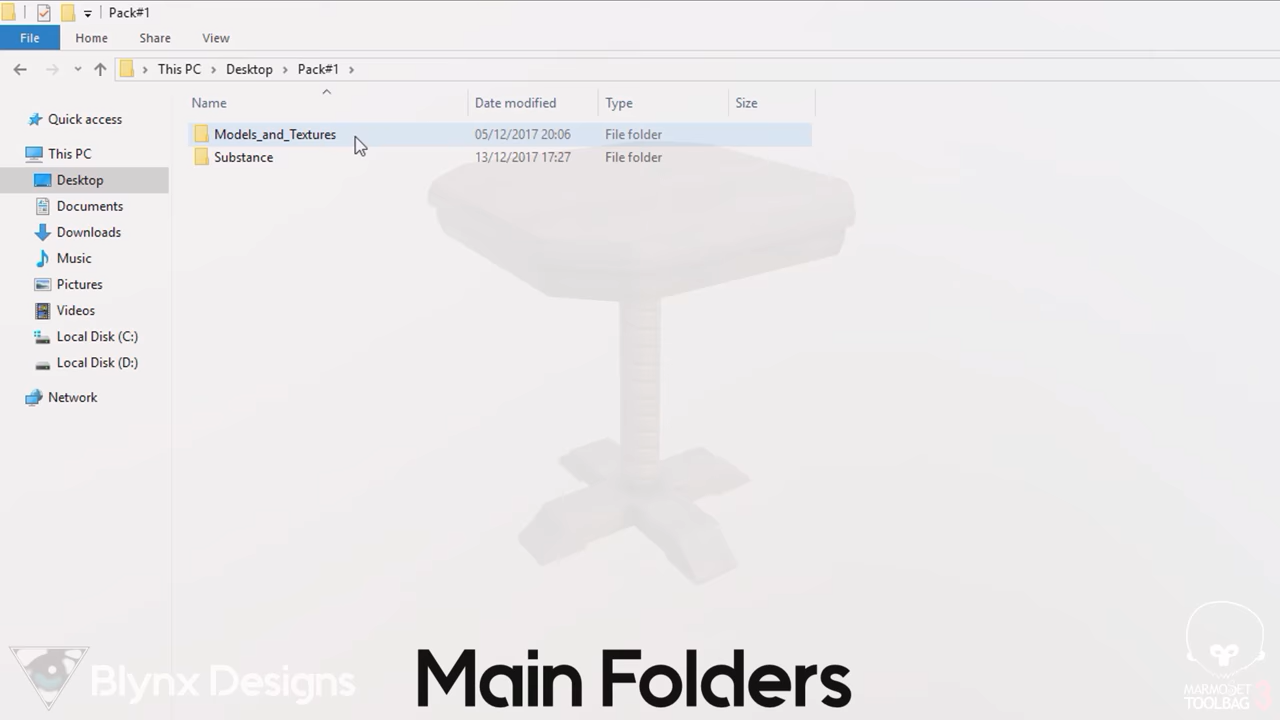 Pack#1
File Home Share View
This PC Desktop Pack#1
Name Date modified Type Size
Quick access
Models_and_Textures 05/12/2017 20:06 File folder
This PC
Substance 13/12/2017 17:27 File folder
Desktop
Documents
Downloads
Music
Pictures
Videos
Local Disk (C:)
Local Disk (D:)
Network
Blynx Designs
Main Folders
MARMOSET
TOOLBAG 3